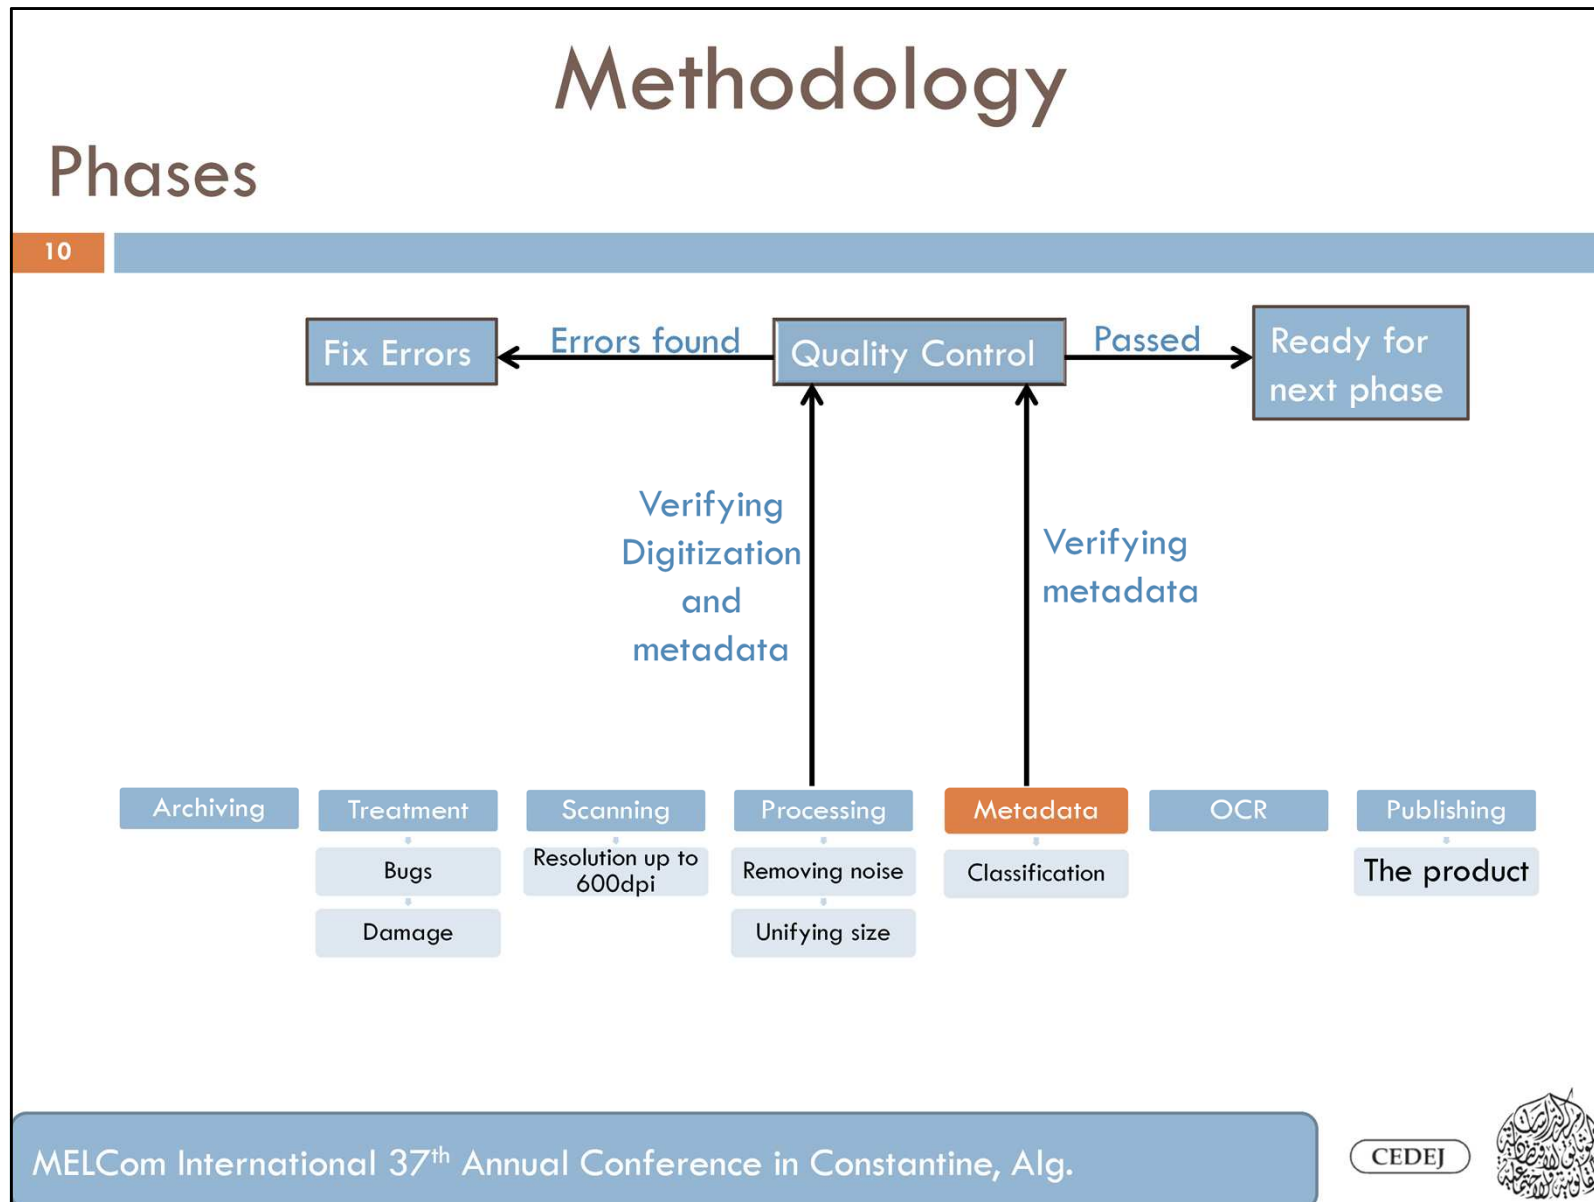 Methodology
Phases
10
Fix Errors
Errors found
Quality Control
Passed
Ready for
next phase
Verifying
Digitization
and
metadata
Verifying
metadata
Archiving
Treatment
Scanning
Processing
Metadata
OCR
Publishing
Bugs
Resolution up to
600dpi
Removing noise
Classification
The product
Damage
Unifying size
MELCom International 37th Annual Conference in Constantine, Alg.
CEDEJ